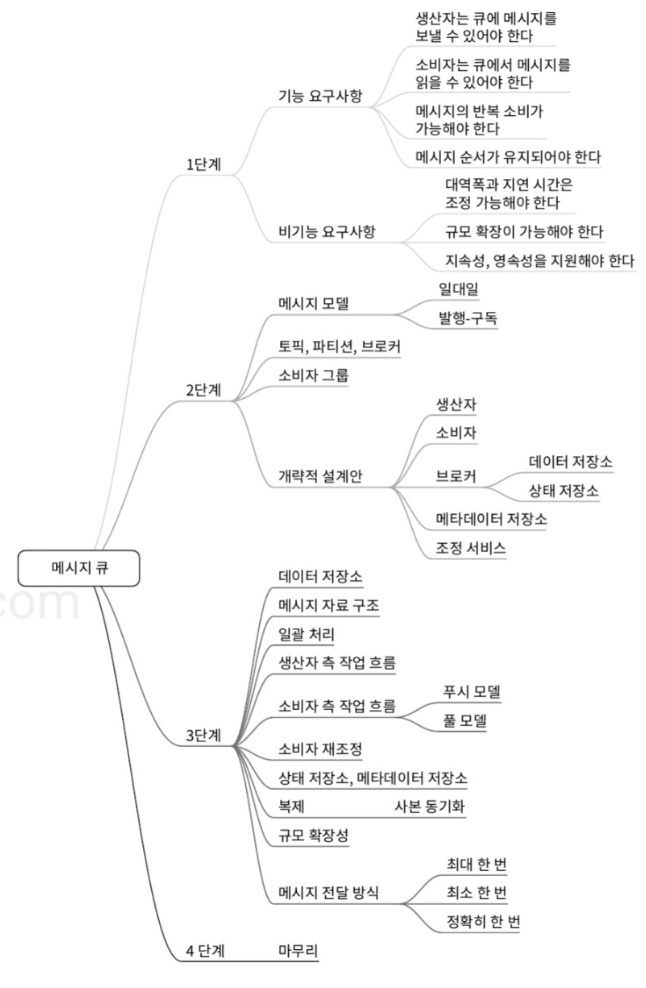 생산자는 큐에 메시지를
보낼 수 있어야 한다
소비자는 큐에서 메시지를
읽을 수 있어야 한다
기능 요구사항
메시지의 반복 소비가
가능해야 한다
메시지 순서가 유지되어야 한다
1단계
대역폭과 지연 시간은
조정 가능해야 한다
비기능 요구사항
규모 확장이 가능해야 한다
지속성, 영속성을 지원해야 한다
일대일
메시지 모델
발행-구독
토픽, 파티션, 브로커
2단계
소비자 그룹
생산자
소비자
개략적 설계안
브로커
데이터 저장소
상태 저장소
메타데이터 저장소
조정 서비스
메시지 큐
com
데이터 저장소
메시지 자료 구조
일괄 처리
생산자 측 작업 흐름
소비자 측 작업 흐름
푸시 모델
풀 모델
3단계
소비자 재조정
상태 저장소, 메타데이터 저장소
복제
사본 동기화
규모 확장성
최대 한 번
메시지 전달 방식
최소 한 번
정확히 한 번
4 단계
마무리